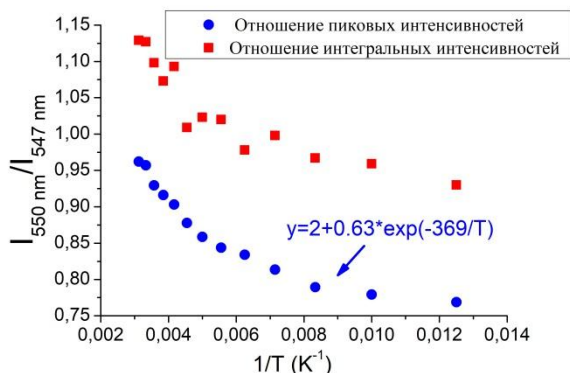 Отношение пиковых интенсивностей
Отношение интегральных интенсивностей
1,15
1,10
1,05
1,00
0,95
0,90
0,85
0,80
0,75
I550 nm/I547 nm
y=2+0.63*exp(-369/T)
0,002 0,004 0,006 0,008 0,010 0,012 0,014
1/T (K-1)